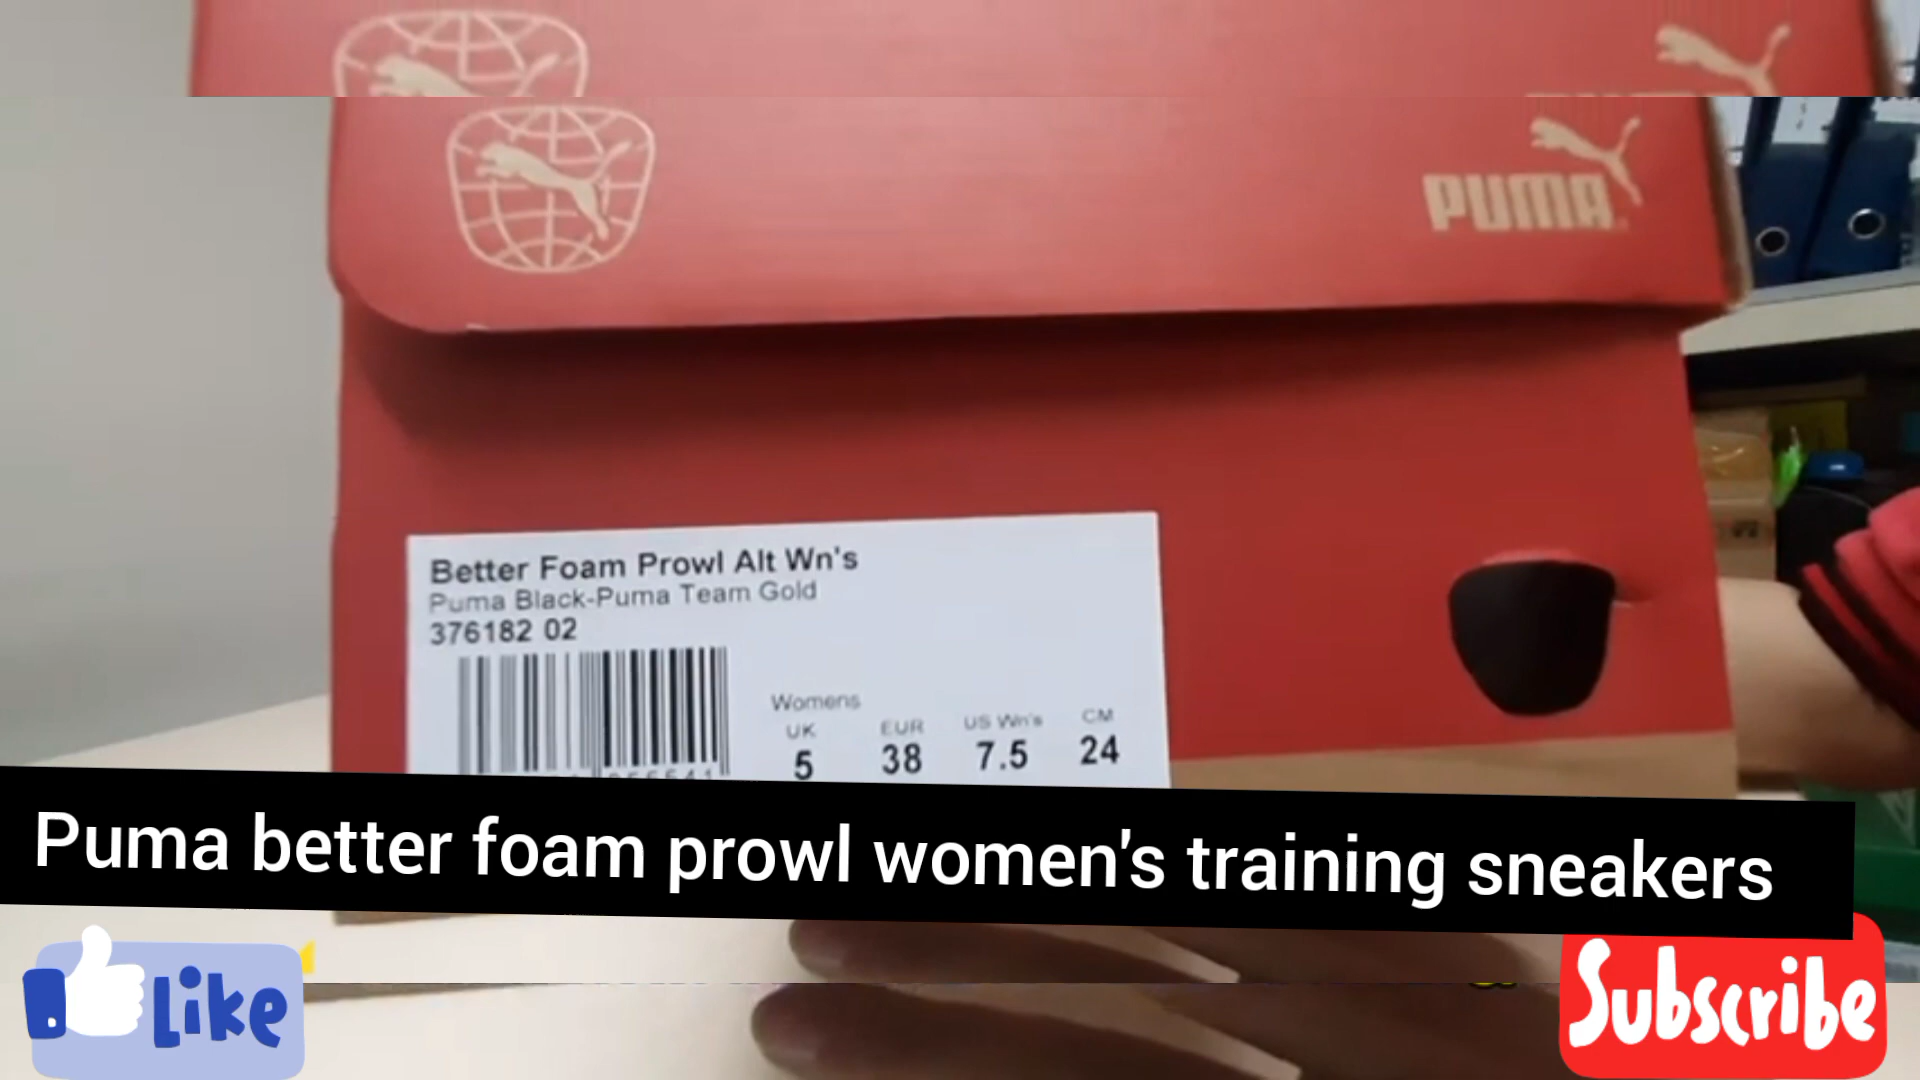 PUMA
Better Foam Prowl Alt Wn's
Puma Black-Puma Team Gold
376182 02
Womens
UK EUR US Wn's CM
5 38 7.5 24
Puma better foam prowl women's training sneakers
Like
Subscribe